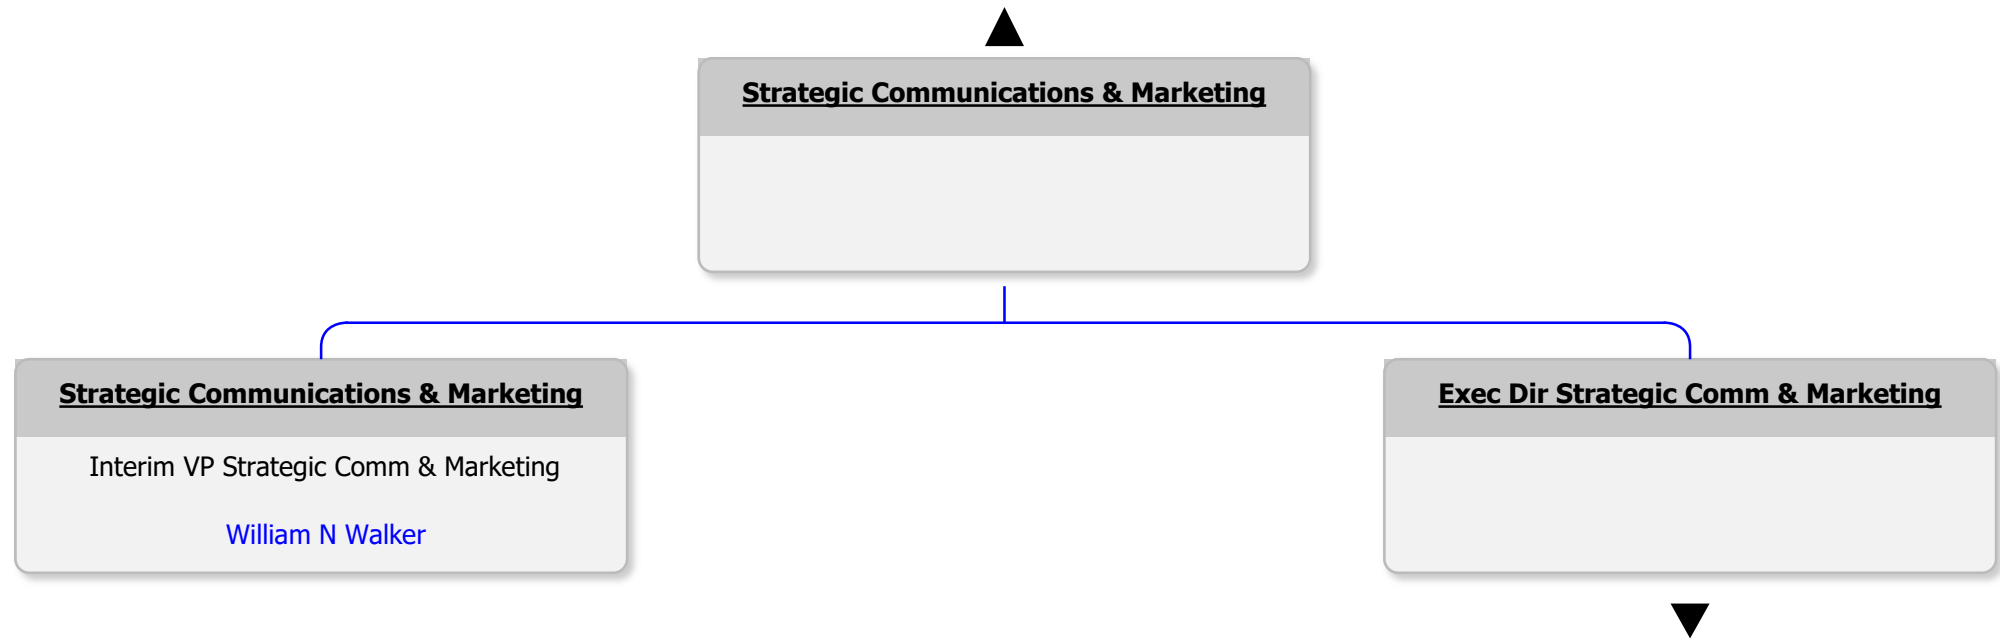 Strategic Communications & Marketing
Strategic Communications & Marketing
Interim VP Strategic Comm & Marketing
William N Walker
Exec Dir Strategic Comm & Marketing